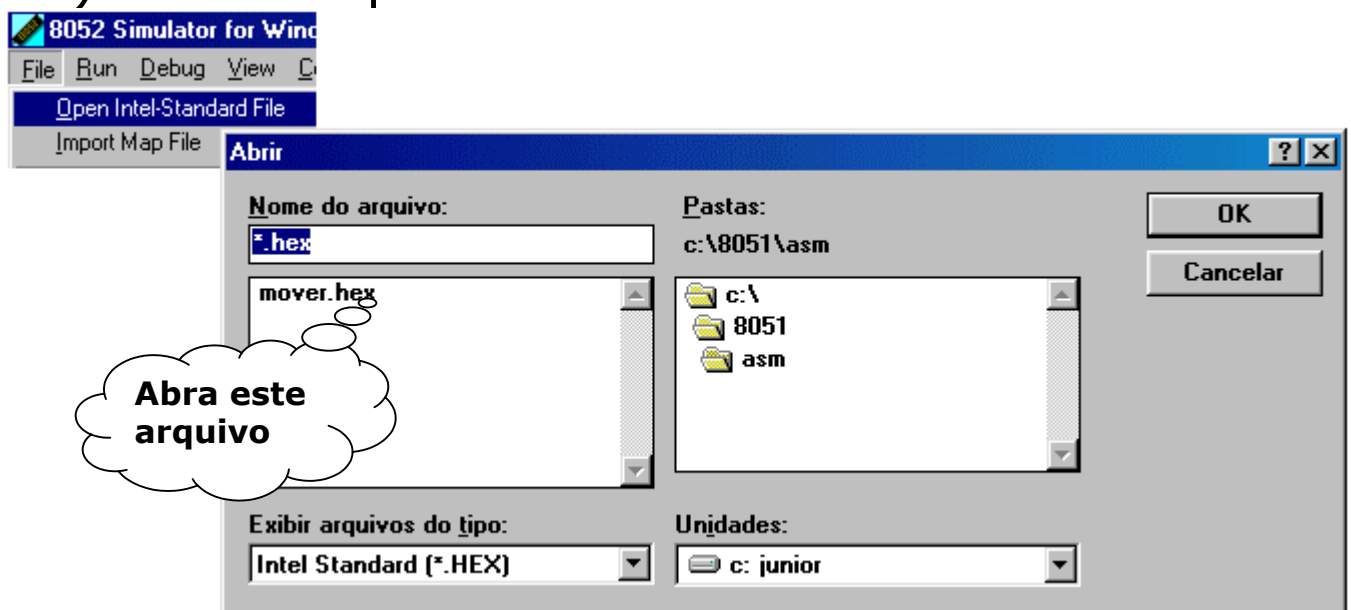 8052 Simulator for Wind
File Run Debug View
Open Intel-Standard File
Import Map File
Abrir
Nome do arquivo:
*.hex
mover.hex
Pastas:
c:\8051\asm
c:\
8051
asm
OK
Cancelar
Abra este
arquivo
Exibir arquivos do tipo:
Intel Standard (*.HEX)
Unidades:
c: junior